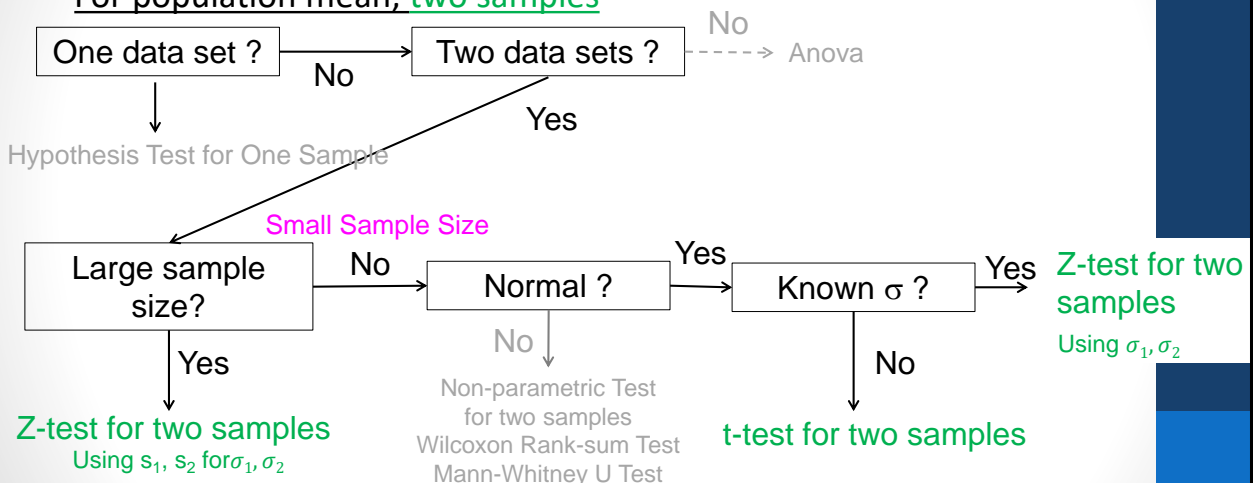 For population mean, two samples
One data set ?
No
Two data sets ?
No
Anova
Yes
Hypothesis Test for One Sample
Small Sample Size
Large sample
size?
No
Normal ?
Yes
Known σ ?
Yes
Z-test for two
samples
Using σ₁, σ₂
Yes
No
No
Z-test for two samples
Using s₁, s₂ forσ₁, σ₂
Non-parametric Test
for two samples
Wilcoxon Rank-sum Test
Mann-Whitney U Test
t-test for two samples